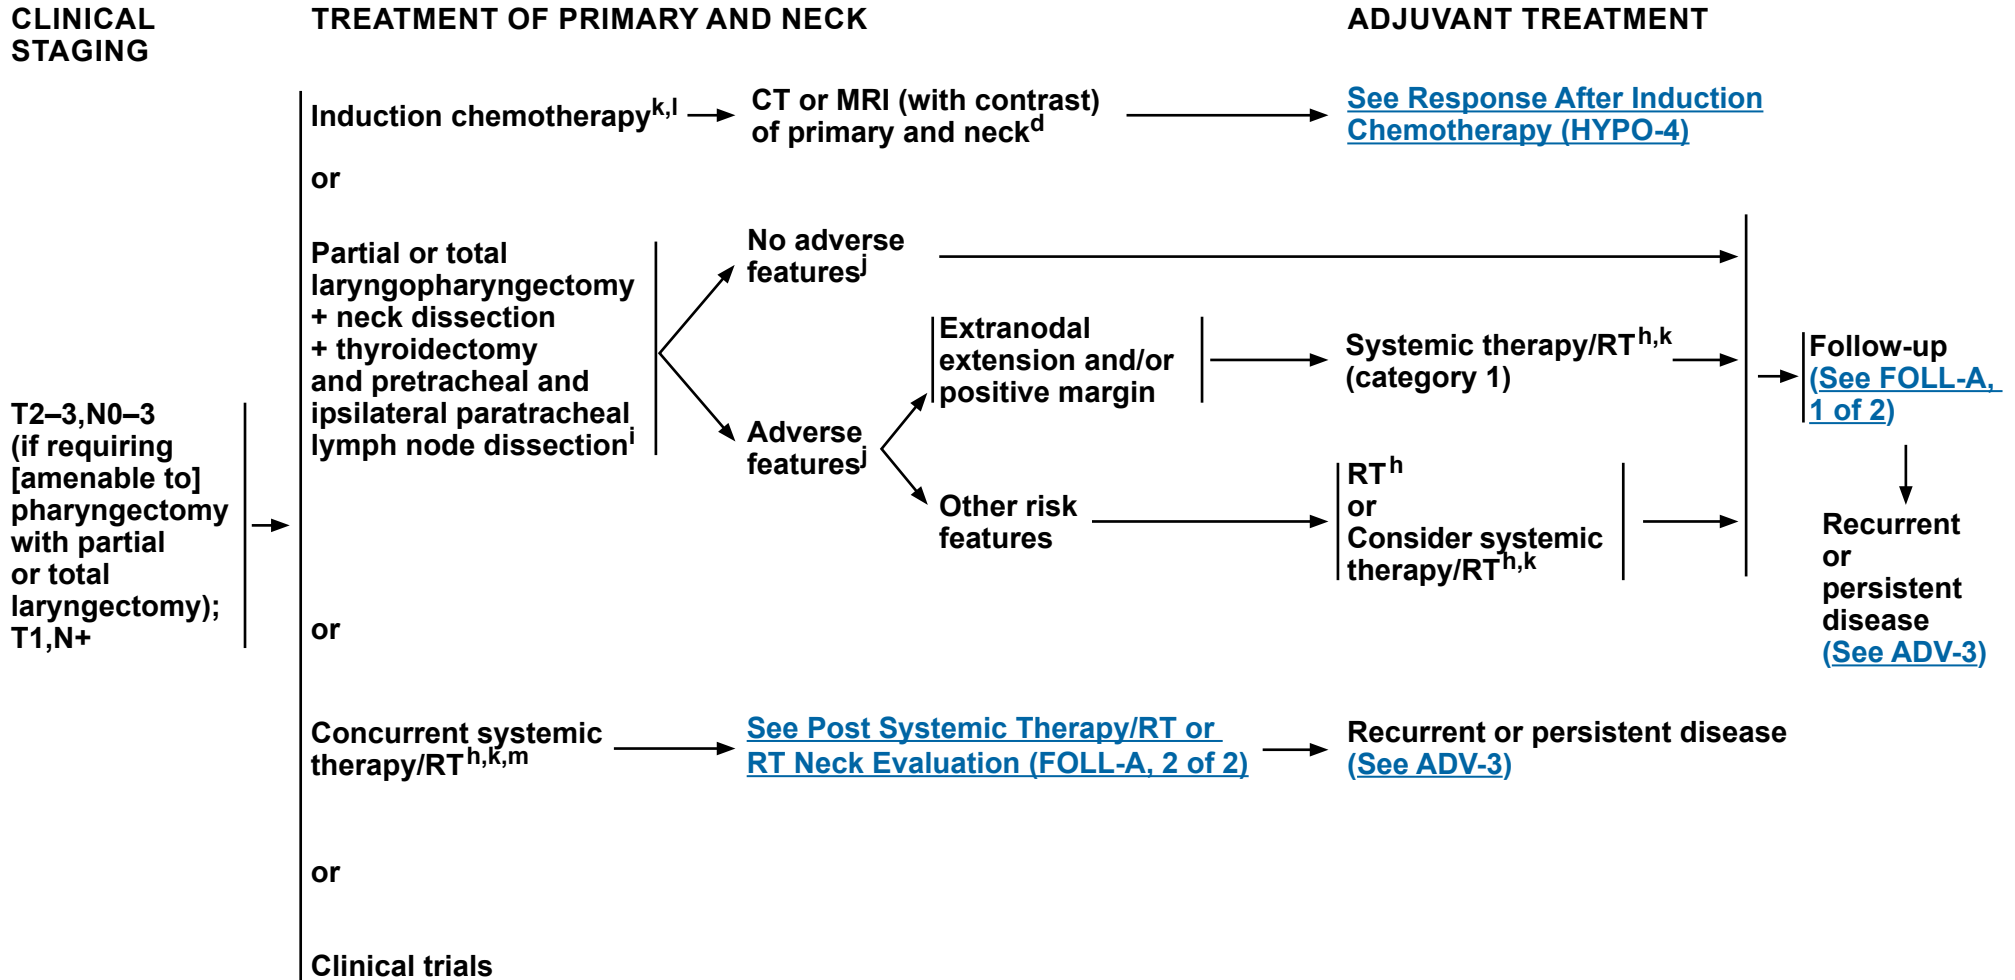 CLINICAL
STAGING
TREATMENT OF PRIMARY AND NECK
ADJUVANT TREATMENT
T2–3,N0–3
(if requiring
[amenable to]
pharyngectomy
with partial
or total
laryngectomy);
T1,N+
Induction chemotherapyk,l
CT or MRI (with contrast)
of primary and neckd
See Response After Induction
Chemotherapy (HYPO-4)
or
Partial or total
laryngopharyngectomy
+ neck dissection
+ thyroidectomy
and pretracheal and
ipsilateral paratracheal
lymph node dissectioni
No adverse
featuresj
Adverse
featuresj
Extranodal
extension and/or
positive margin
Systemic therapy/RTh,k
(category 1)
Other risk
features
RTh
or
Consider systemic
therapy/RTh,k
Follow-up
(See FOLL-A,
1 of 2)
Recurrent
or
persistent
disease
(See ADV-3)
or
Concurrent systemic
therapy/RTh,k,m
See Post Systemic Therapy/RT or
RT Neck Evaluation (FOLL-A, 2 of 2)
Recurrent or persistent disease
(See ADV-3)
or
Clinical trials